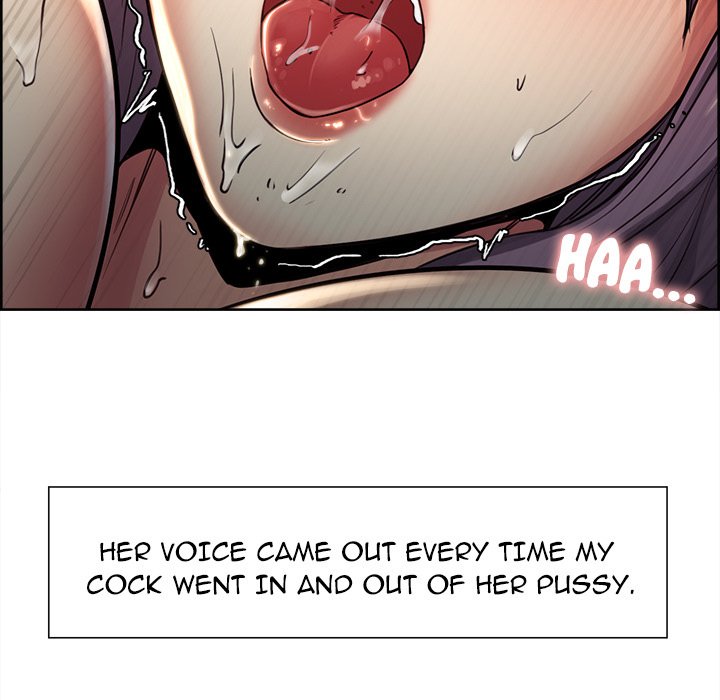 HAA...
HER VOICE CAME OUT EVERY TIME MY
COCK WENT IN AND OUT OF HER PUSSY.